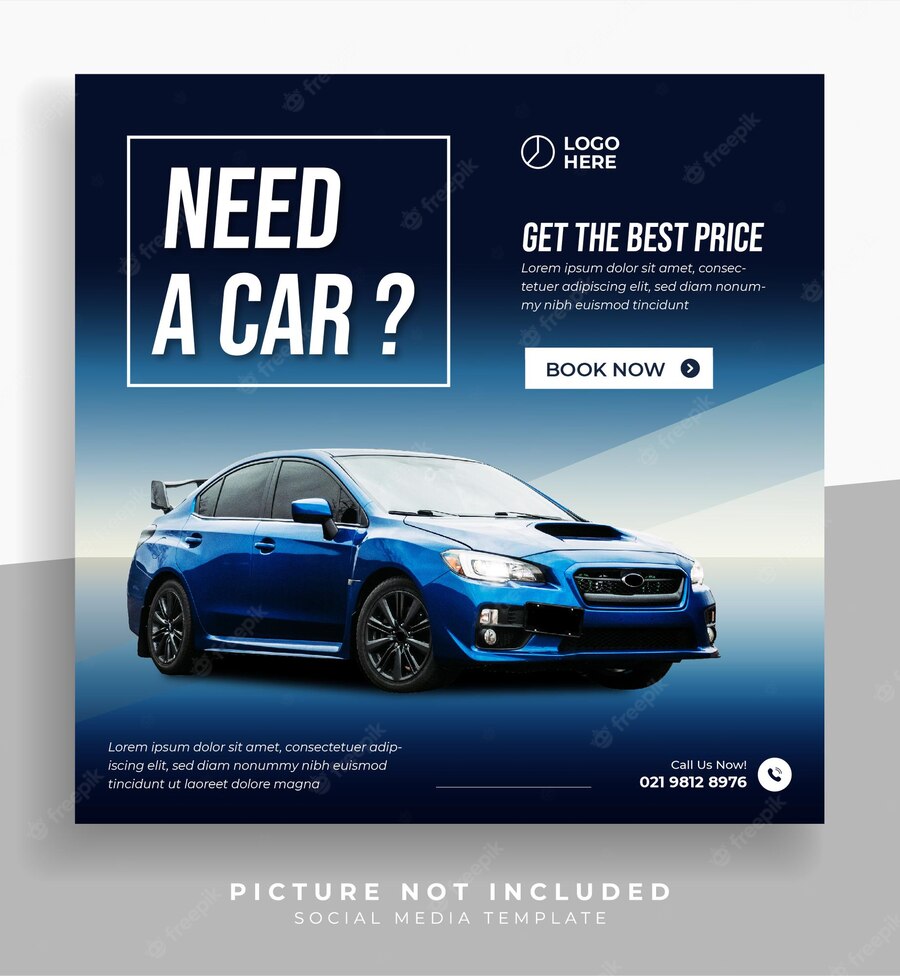 NEED
A CAR ?
LOGO
HERE
GET THE BEST PRICE
Lorem ipsum dolor sit amet, consec-
tetuer adipiscing elit, sed diam nonum-
my nibh euismod tincidunt
BOOK NOW
Lorem ipsum dolor sit amet, consectetuer adip-
iscing elit, sed diam nonummy nibh euismod
tincidunt ut laoreet dolore magna
Call Us Now!
021 9812 8976
PICTURE NOT INCLUDED
SOCIAL MEDIA TEMPLATE
freepik